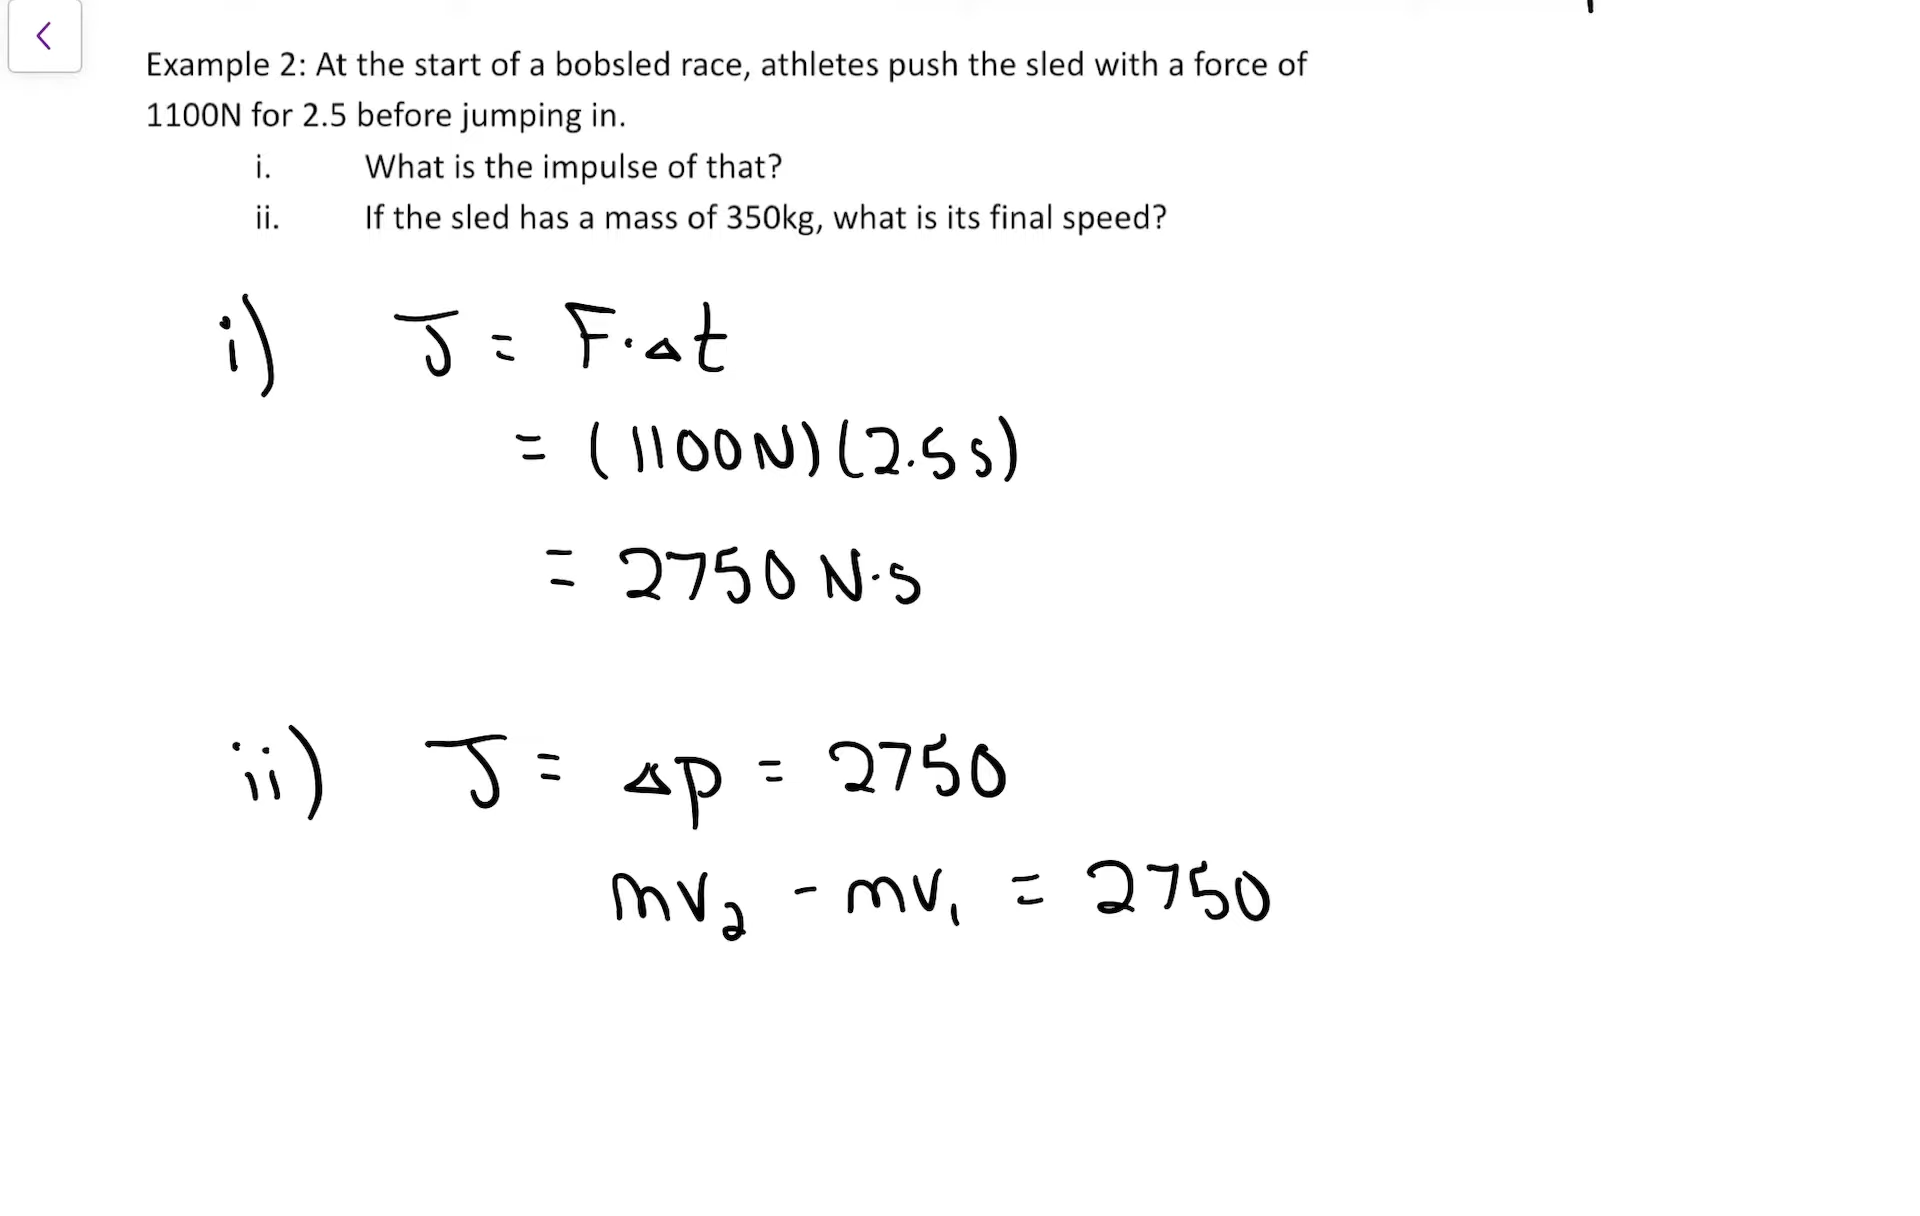 Example 2: At the start of a bobsled race, athletes push the sled with a force of
1100N for 2.5 before jumping in.
i. What is the impulse of that?
ii. If the sled has a mass of 350kg, what is its final speed?
i) J = F·Δt
= (1100N)(2.5s)
= 2750 N·s
ii) J = Δp = 2750
mv₂ - mv₁ = 2750